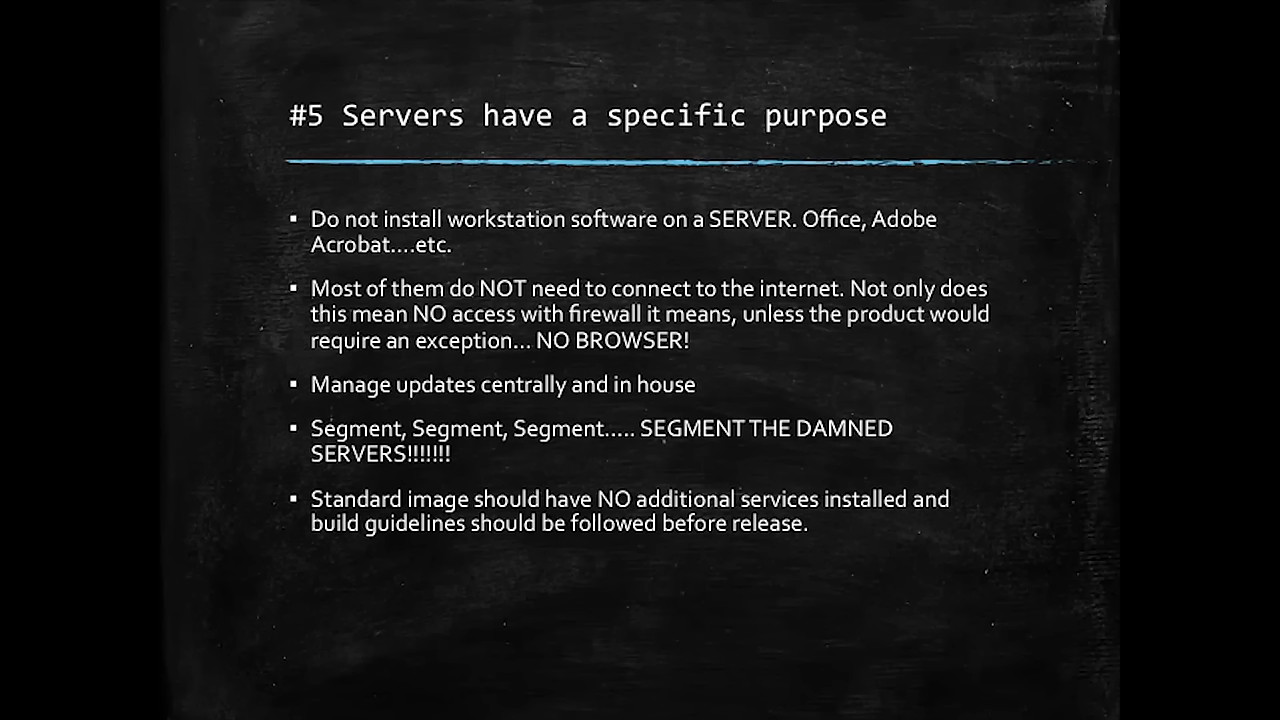 #5 Servers have a specific purpose
▪ Do not install workstation software on a SERVER. Office, Adobe
Acrobat....etc.
▪ Most of them do NOT need to connect to the internet. Not only does
this mean NO access with firewall it means, unless the product would
require an exception... NO BROWSER!
▪ Manage updates centrally and in house
▪ Segment, Segment, Segment..... SEGMENT THE DAMNED
SERVERS!!!!!!!
▪ Standard image should have NO additional services installed and
build guidelines should be followed before release.